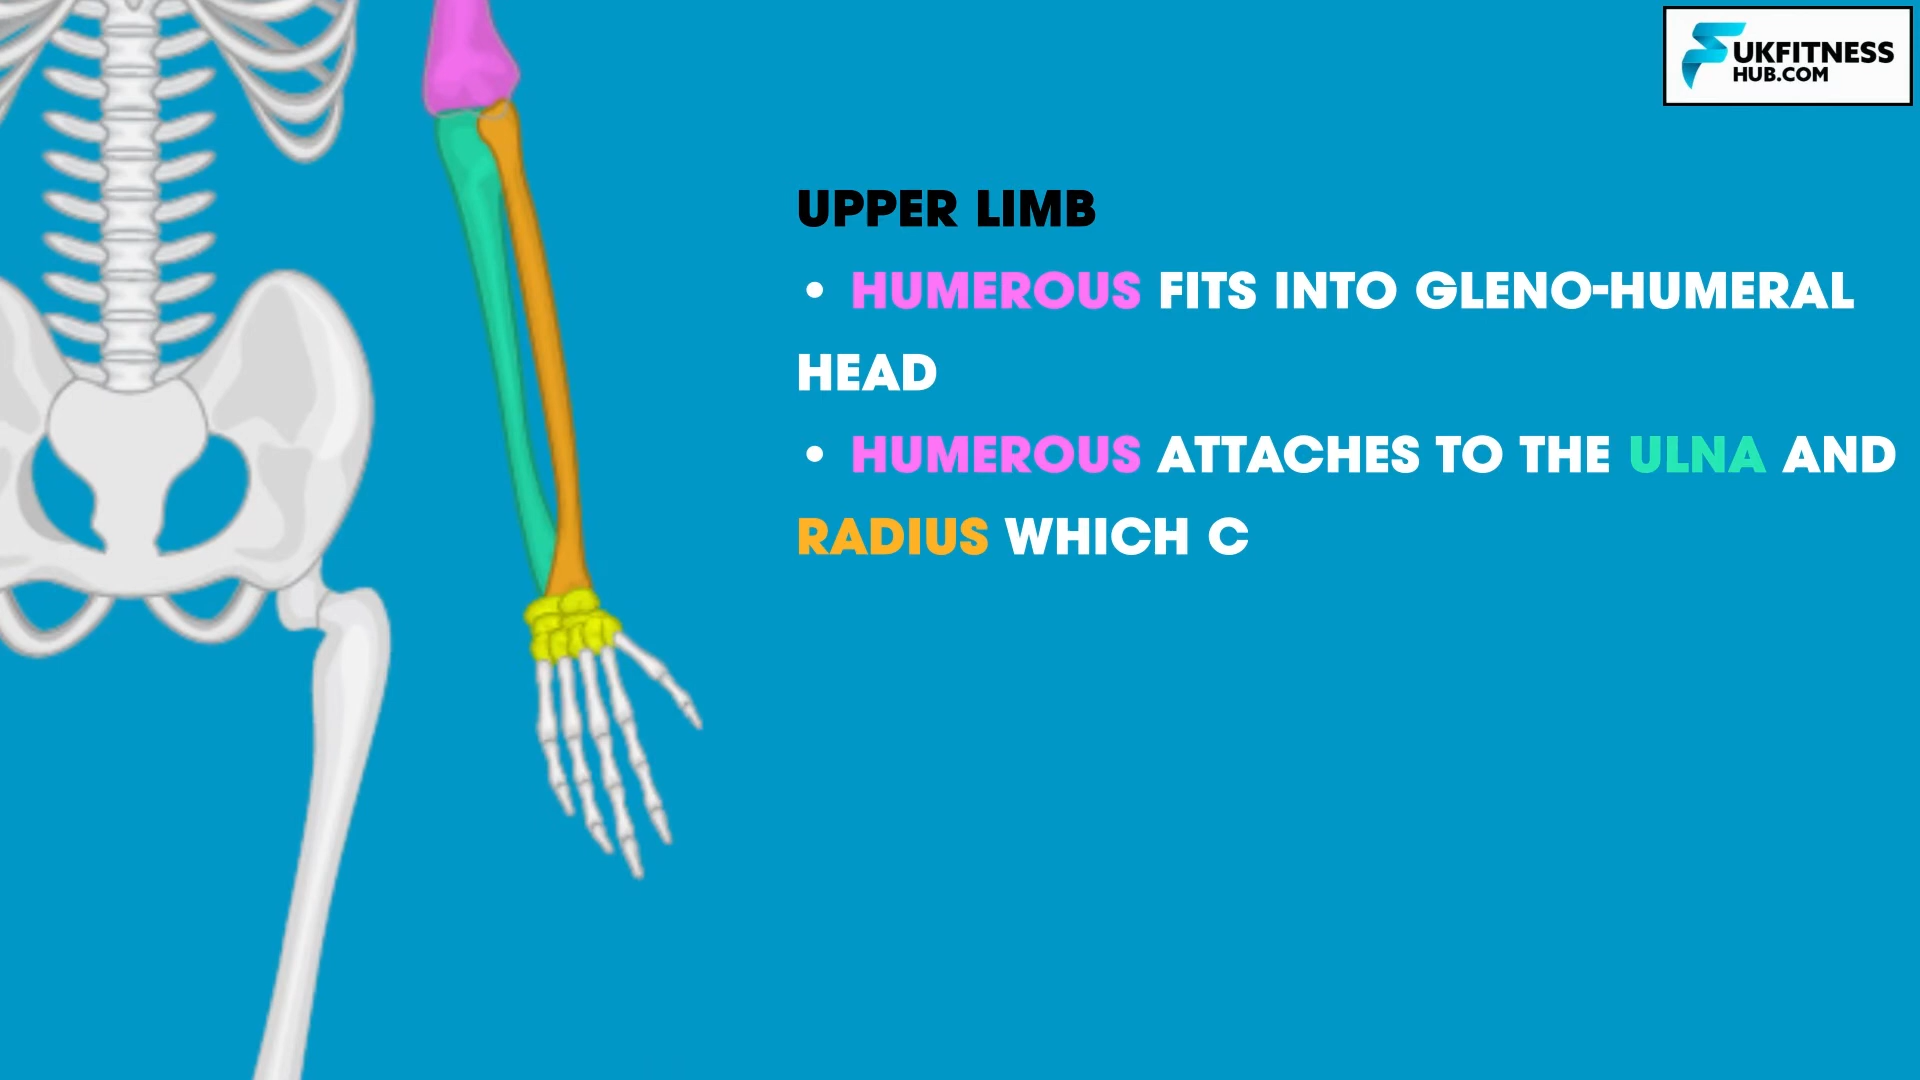 UKFITNESS
HUB.COM
UPPER LIMB
• HUMEROUS FITS INTO GLENO-HUMERAL
HEAD
• HUMEROUS ATTACHES TO THE ULNA AND
RADIUS WHICH C